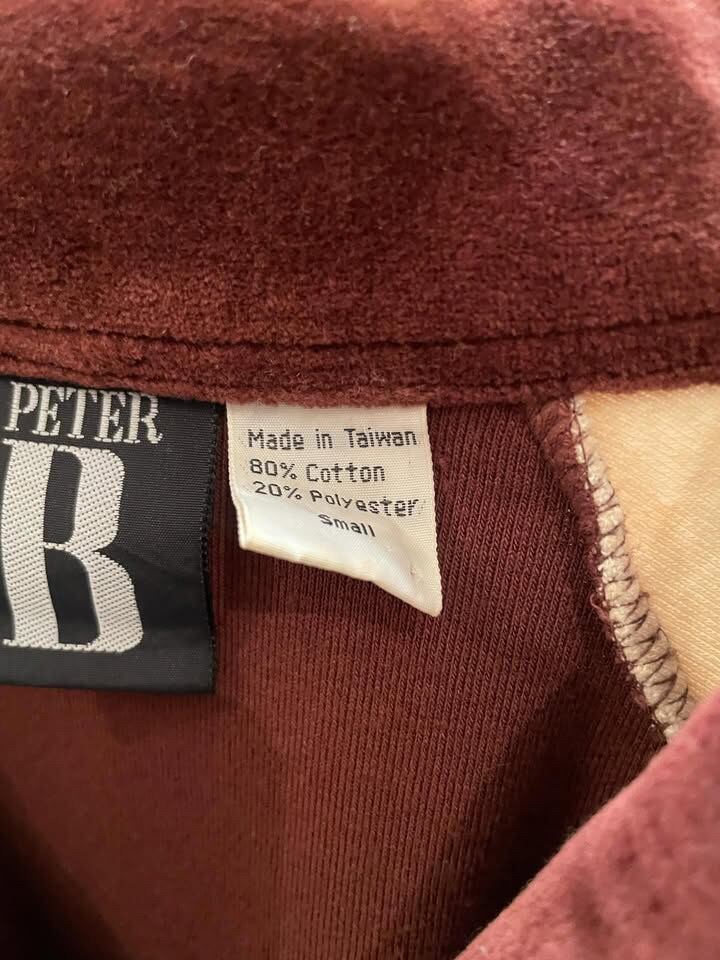 PETER
B
Made in Taiwan
80% Cotton
20% Polyester
Small